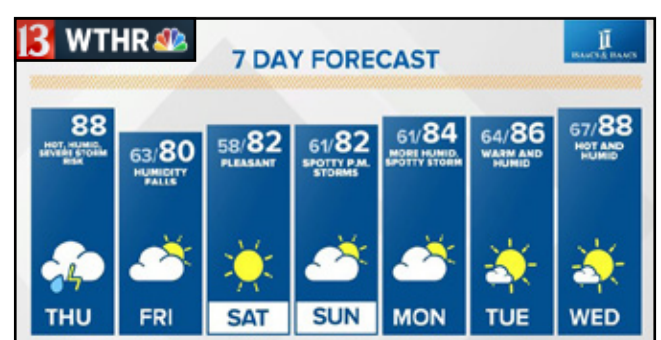 13 WTHR
7 DAY FORECAST
ISAACS & ISAACS
88
HOT, HUMID,
SEVERE STORM
RISK
THU
63/80
HUMIDITY
FALLS
FRI
58/82
PLEASANT
SAT
61/82
SPOTTY P.M.
STORMS
SUN
61/84
MORE HUMID,
SPOTTY STORM
MON
64/86
WARM AND
HUMID
TUE
67/88
HOT AND
HUMID
WED